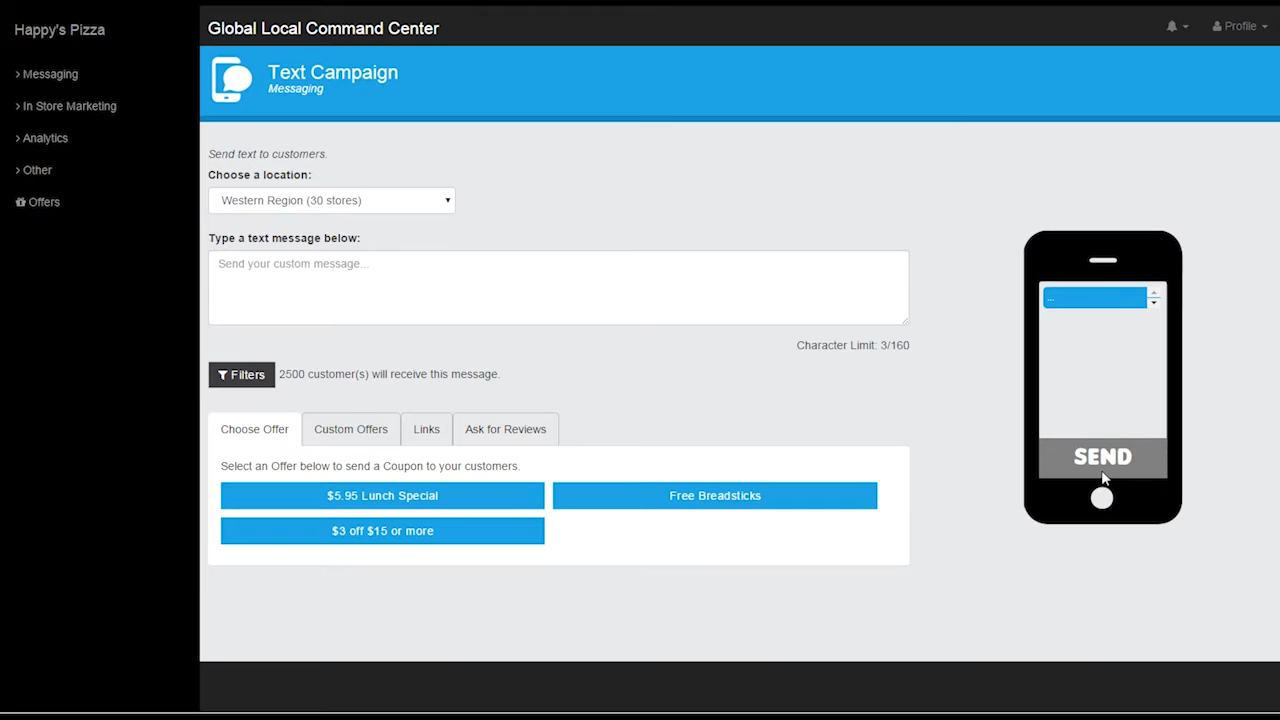 Happy's Pizza
Global Local Command Center
Profile
Messaging
In Store Marketing
Analytics
Other
Offers
Text Campaign
Messaging
Send text to customers.
Choose a location:
Western Region (30 stores)
Type a text message below:
Send your custom message...
Character Limit: 3/160
Filters
2500 customer(s) will receive this message.
Choose Offer
Custom Offers
Links
Ask for Reviews
Select an Offer below to send a Coupon to your customers.
$5.95 Lunch Special
Free Breadsticks
$3 off $15 or more
...
SEND